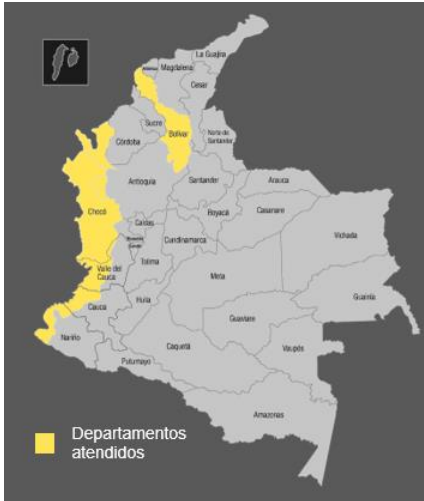 La Guajira
Magdalena
Cesar
Sucre
Bolívar
Norte de
Santander
Córdoba
Antioquia
Santander
Arauca
Chocó
Boyacá
Casanare
Caldas
Cundinamarca
Vichada
Tolima
Valle del
Cauca
Meta
Guainía
Cauca
Huila
Guaviare
Nariño
Vaupés
Caquetá
Putumayo
Amazonas
Departamentos
atendidos